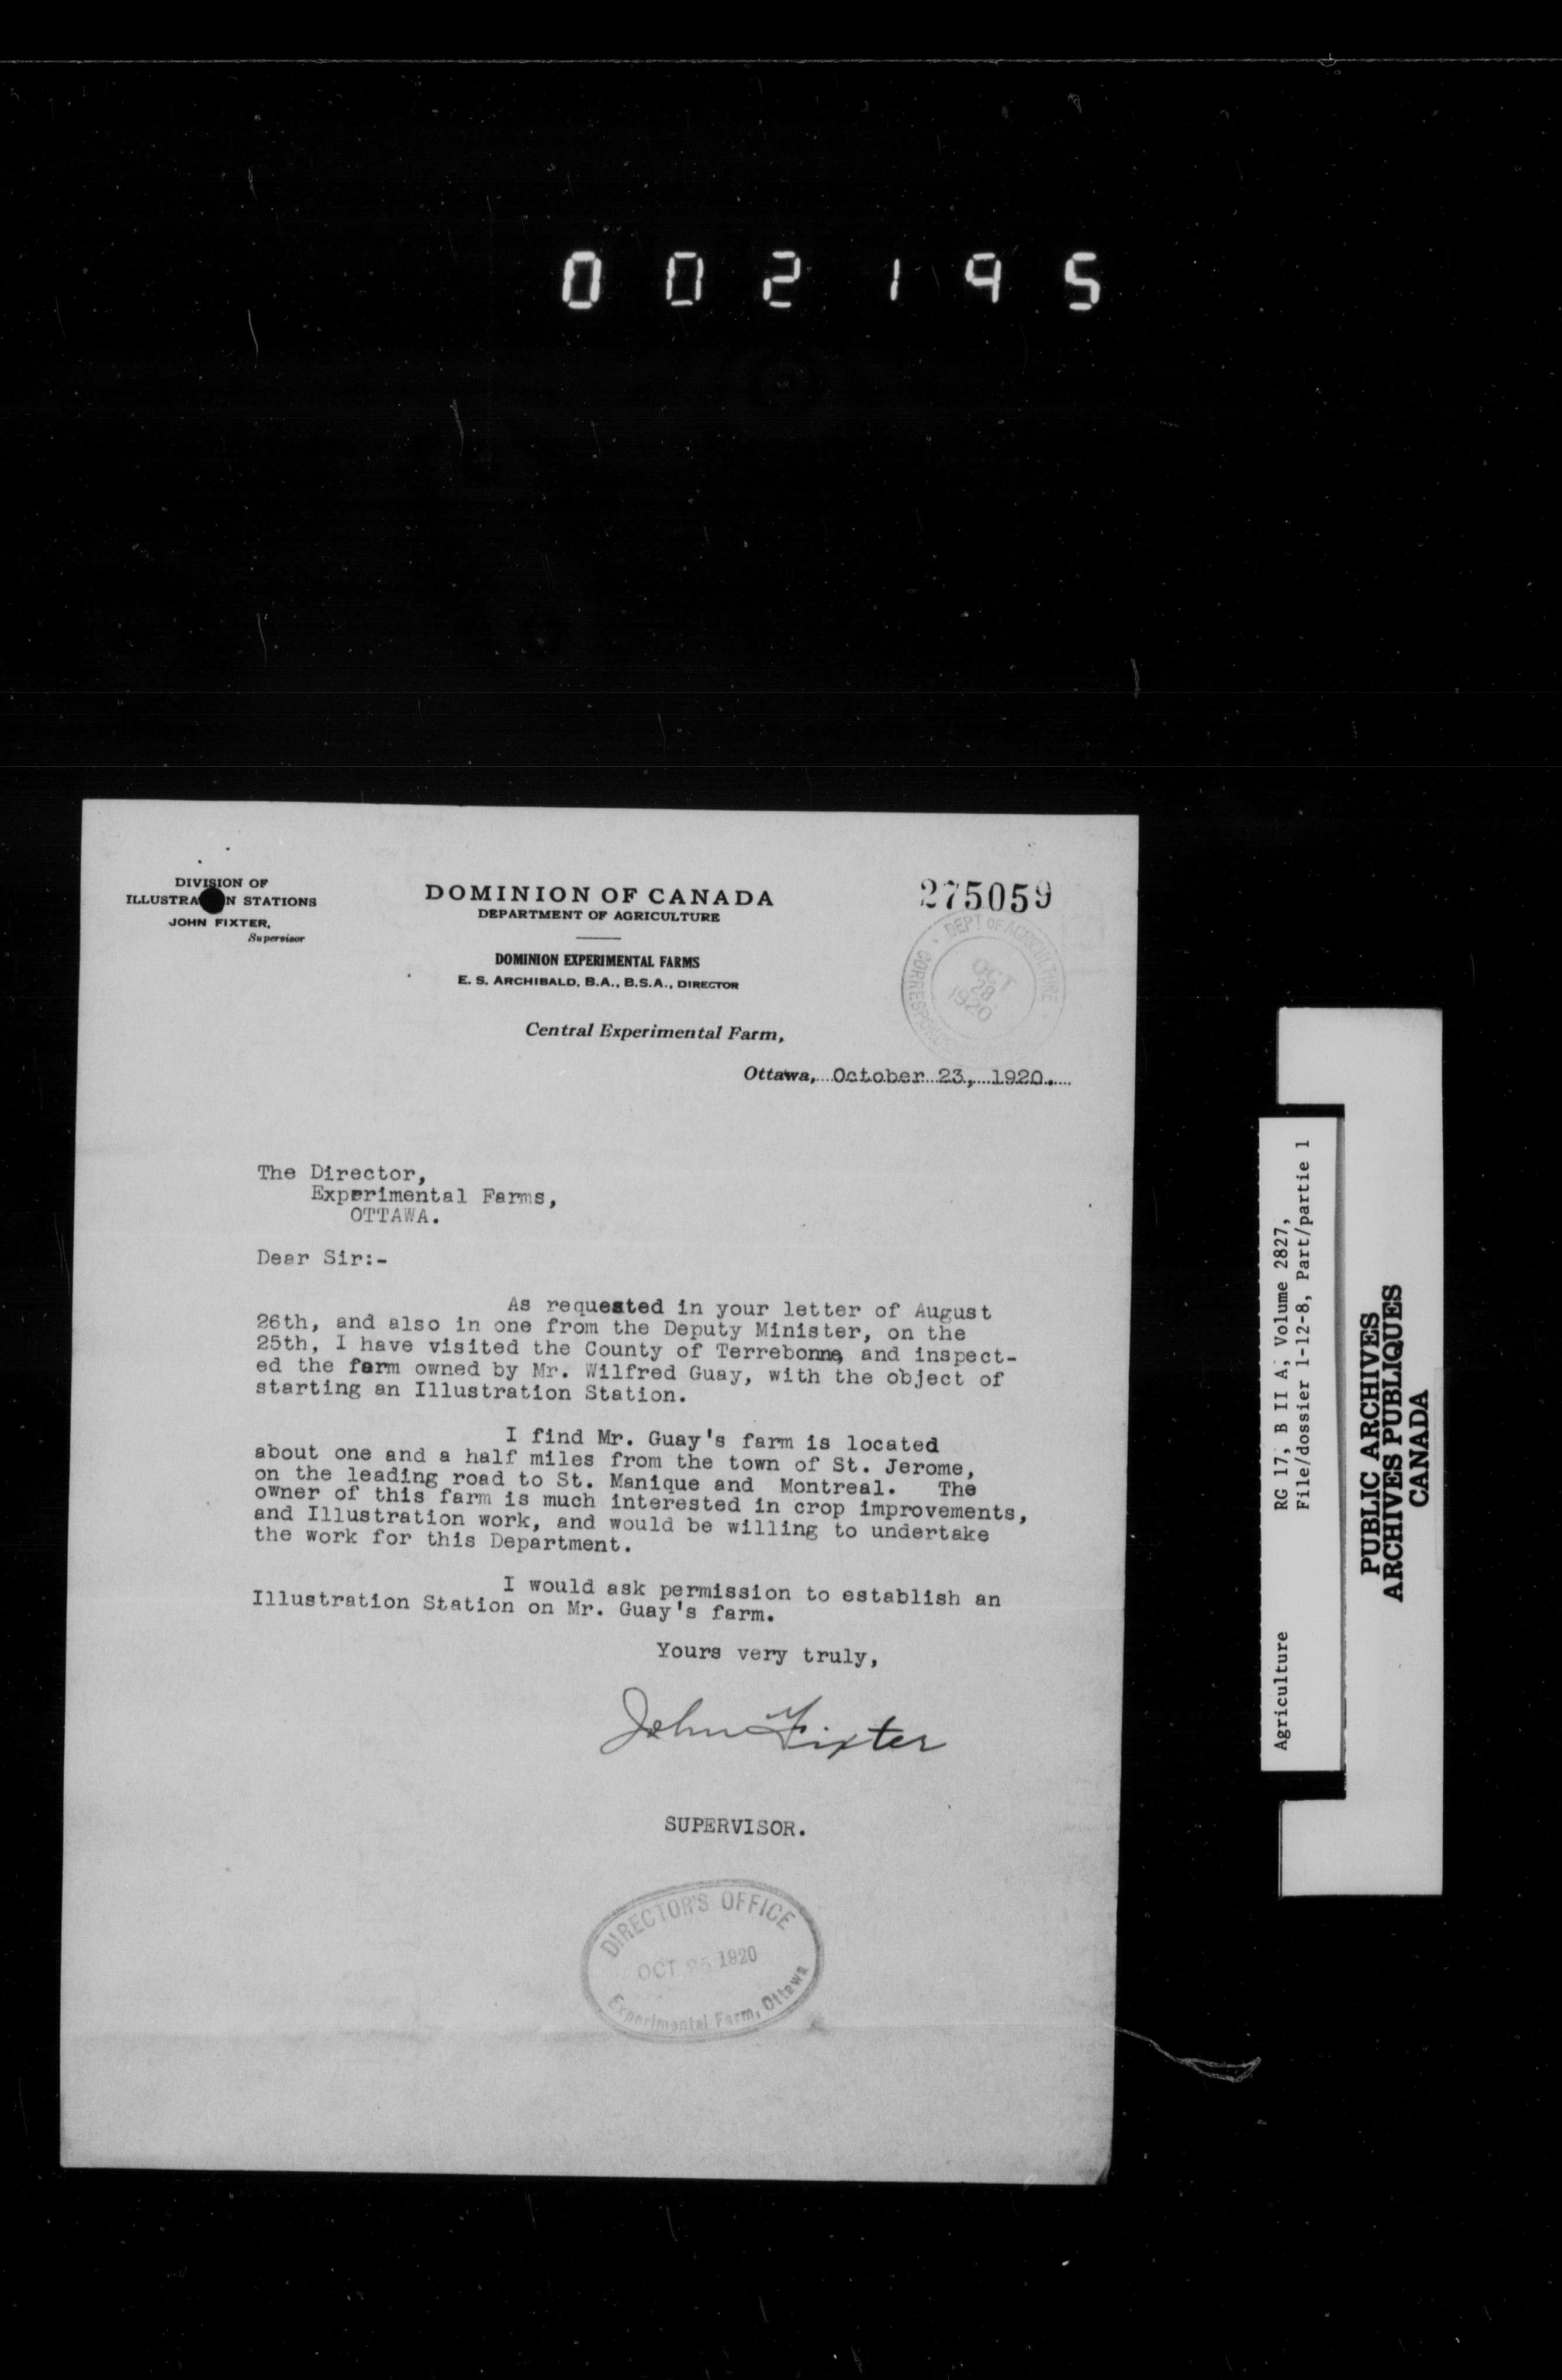 002195
DIVISION OF
ILLUSTRA N STATIONS
JOHN FIXTER,
Supervisor
DOMINION OF CANADA
DEPARTMENT OF AGRICULTURE
DOMINION EXPERIMENTAL FARMS
E. S. ARCHIBALD, B.A., B.S.A., DIRECTOR
Central Experimental Farm,
275059
DEPT OF AGRICULTURE
OCT
28
1920
Ottawa, October 23, 1920.
The Director,
Experimental Farms,
OTTAWA.
Dear Sir:-
As requested in your letter of August
26th, and also in one from the Deputy Minister, on the
25th, I have visited the County of Terrebonne, and inspect-
ed the farm owned by Mr. Wilfred Guay, with the object of
starting an Illustration Station.
I find Mr. Guay's farm is located
about one and a half miles from the town of St. Jerome,
on the leading road to St. Manique and Montreal. The
owner of this farm is much interested in crop improvements,
and Illustration work, and would be willing to undertake
the work for this Department.
I would ask permission to establish an
Illustration Station on Mr. Guay's farm.
Yours very truly,
John Fixter
SUPERVISOR.
DIRECTOR'S OFFICE
OCT 25 1920
Experimental Farm, Ottawa
Agriculture RG 17, B II A, Volume 2827,
File/dossier 1-12-8, Part/partie 1
PUBLIC ARCHIVES
ARCHIVES PUBLIQUES
CANADA